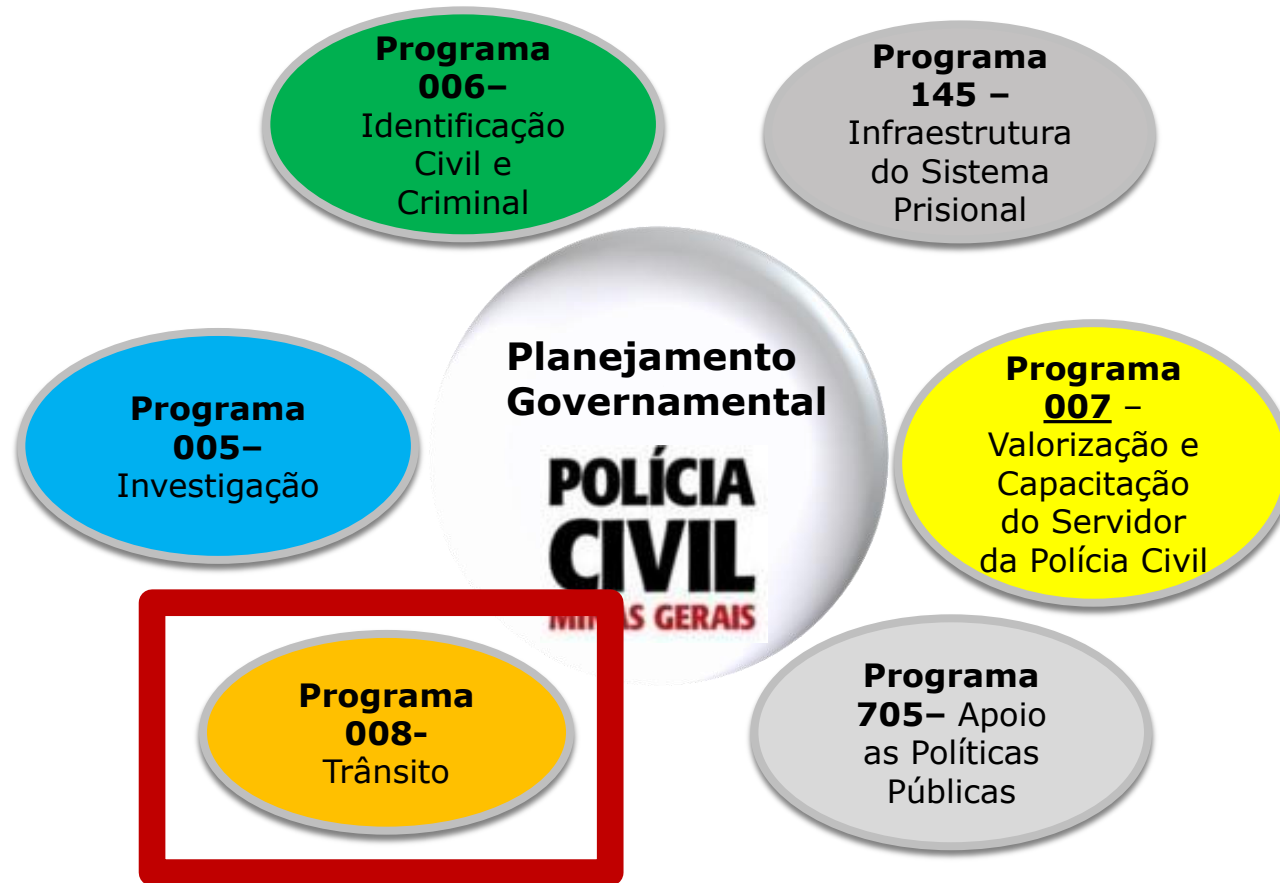 Programa
006–
Identificação
Civil e
Criminal
Programa
145 –
Infraestrutura
do Sistema
Prisional
Planejamento
Governamental
POLÍCIA
CIVIL
MINAS GERAIS
Programa
005–
Investigação
Programa
007 –
Valorização e
Capacitação
do Servidor
da Polícia Civil
Programa
008-
Trânsito
Programa
705– Apoio
as Políticas
Públicas